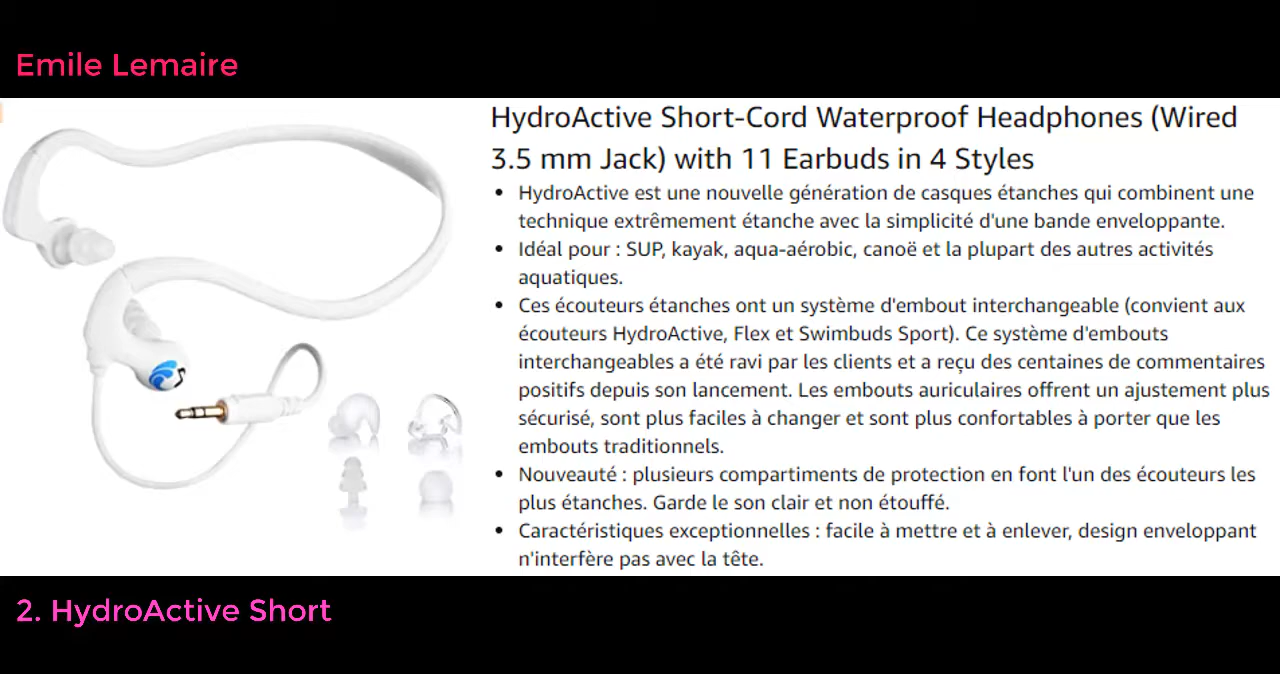 Emile Lemaire
HydroActive Short-Cord Waterproof Headphones (Wired
3.5 mm Jack) with 11 Earbuds in 4 Styles
• HydroActive est une nouvelle génération de casques étanches qui combinent une
technique extrêmement étanche avec la simplicité d'une bande enveloppante.
• Idéal pour : SUP, kayak, aqua-aérobic, canoë et la plupart des autres activités
aquatiques.
• Ces écouteurs étanches ont un système d'embout interchangeable (convient aux
écouteurs HydroActive, Flex et Swimbuds Sport). Ce système d'embouts
interchangeables a été ravi par les clients et a reçu des centaines de commentaires
positifs depuis son lancement. Les embouts auriculaires offrent un ajustement plus
sécurisé, sont plus faciles à changer et sont plus confortables à porter que les
embouts traditionnels.
• Nouveauté : plusieurs compartiments de protection en font l'un des écouteurs les
plus étanches. Garde le son clair et non étouffé.
• Caractéristiques exceptionnelles : facile à mettre et à enlever, design enveloppant
n'interfère pas avec la tête.
2. HydroActive Short